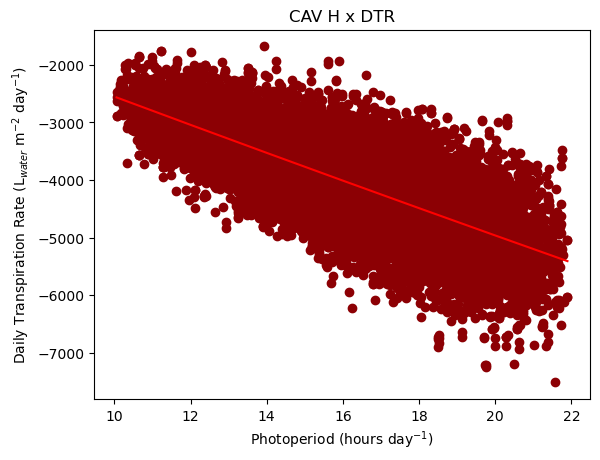 CAV H x DTR
Daily Transpiration Rate (L$_{water}$ m$^{-2}$ day$^{-1}$)
−2000
−3000
−4000
−5000
−6000
−7000
10 12 14 16 18 20 22
Photoperiod (hours day$^{-1}$)